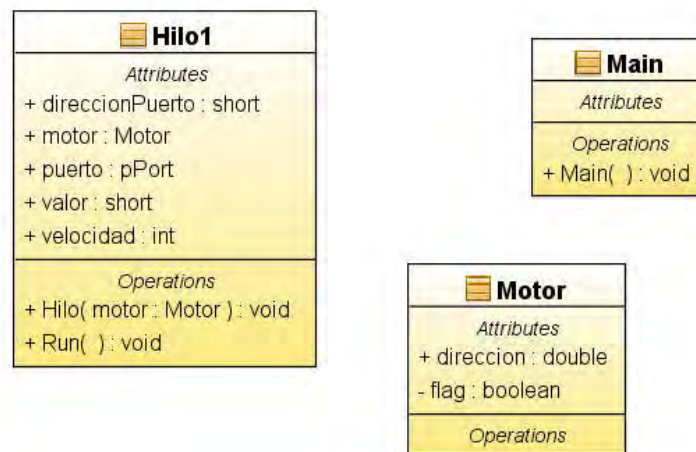 Hilo1
Attributes
+ direccionPuerto : short
+ motor : Motor
+ puerto : pPort
+ valor : short
+ velocidad : int
Operations
+ Hilo( motor : Motor ) : void
+ Run( ) : void
Main
Attributes
Operations
+ Main( ) : void
Motor
Attributes
+ direccion : double
- flag : boolean
Operations